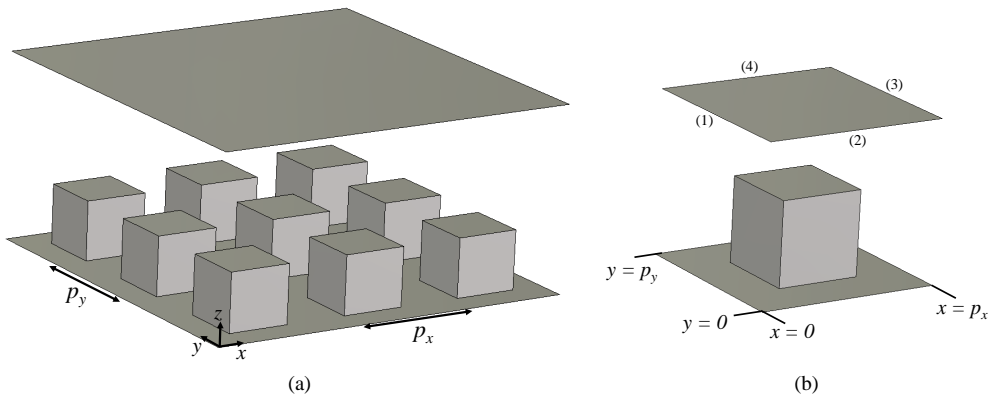 p_y
z
y
x
p_x
(a)
(4)
(3)
(1)
(2)
y = p_y
y = 0
x = 0
x = p_x
(b)